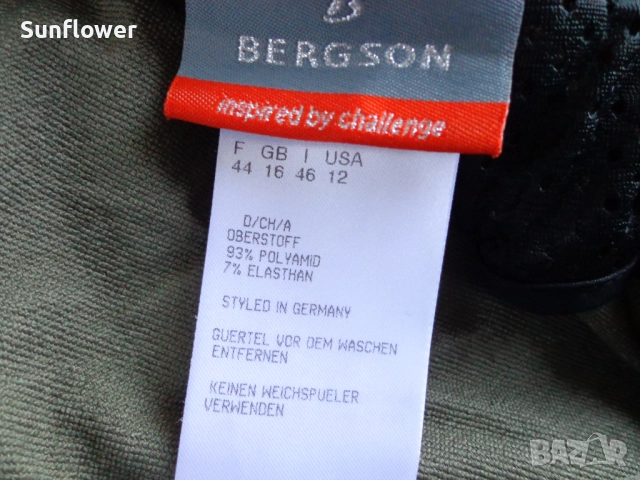 Sunflower
BERGSON
inspired by challenge
F GB I USA
44 16 46 12
D/CH/A
OBERSTOFF
93% POLYAMID
7% ELASTHAN
STYLED IN GERMANY
GUERTEL VOR DEM WASCHEN
ENTFERNEN
KEINEN WEICHSPUELER
VERWENDEN
BAZAR